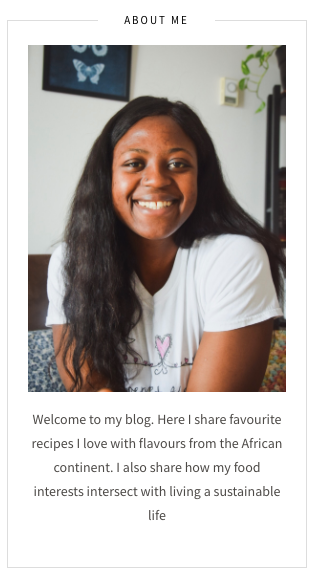 ABOUT ME
Welcome to my blog. Here I share favourite
recipes I love with flavours from the African
continent. I also share how my food
interests intersect with living a sustainable
life